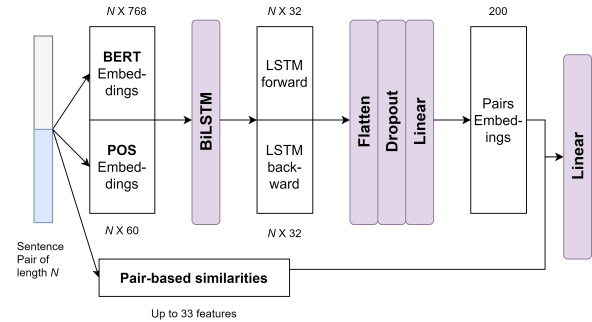 N X 768
N X 32
200
BERT
Embed-
dings
POS
Embed-
dings
BiLSTM
LSTM
forward
LSTM
back-
ward
Flatten
Dropout
Linear
Pairs
Embed-
ings
Linear
N X 60
N X 32
Sentence
Pair of
length N
Pair-based similarities
Up to 33 features